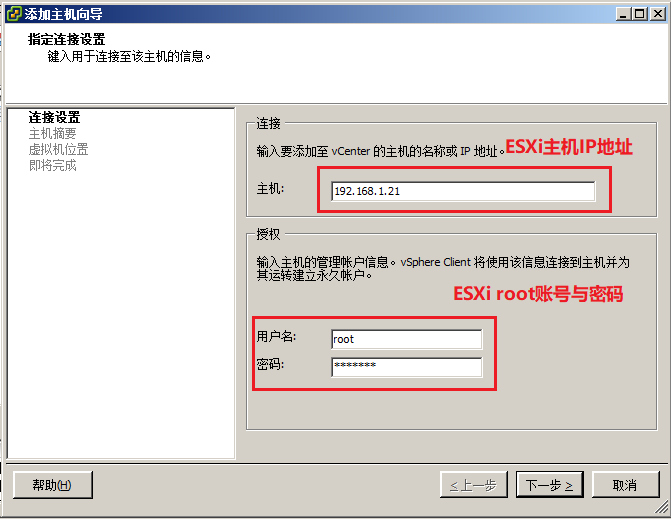 添加主机向导
指定连接设置
键入用于连接至该主机的信息。
连接设置
主机摘要
虚拟机位置
即将完成
连接
输入要添加至 vCenter 的主机的名称或 IP 地址。
ESXi主机IP地址
主机:
192.168.1.21
授权
输入主机的管理帐户信息。vSphere Client 将使用该信息连接到主机并为
其运转建立永久帐户。
ESXi root账号与密码
用户名:
root
密码:
*******
帮助(H)
< 上一步
下一步 >
取消